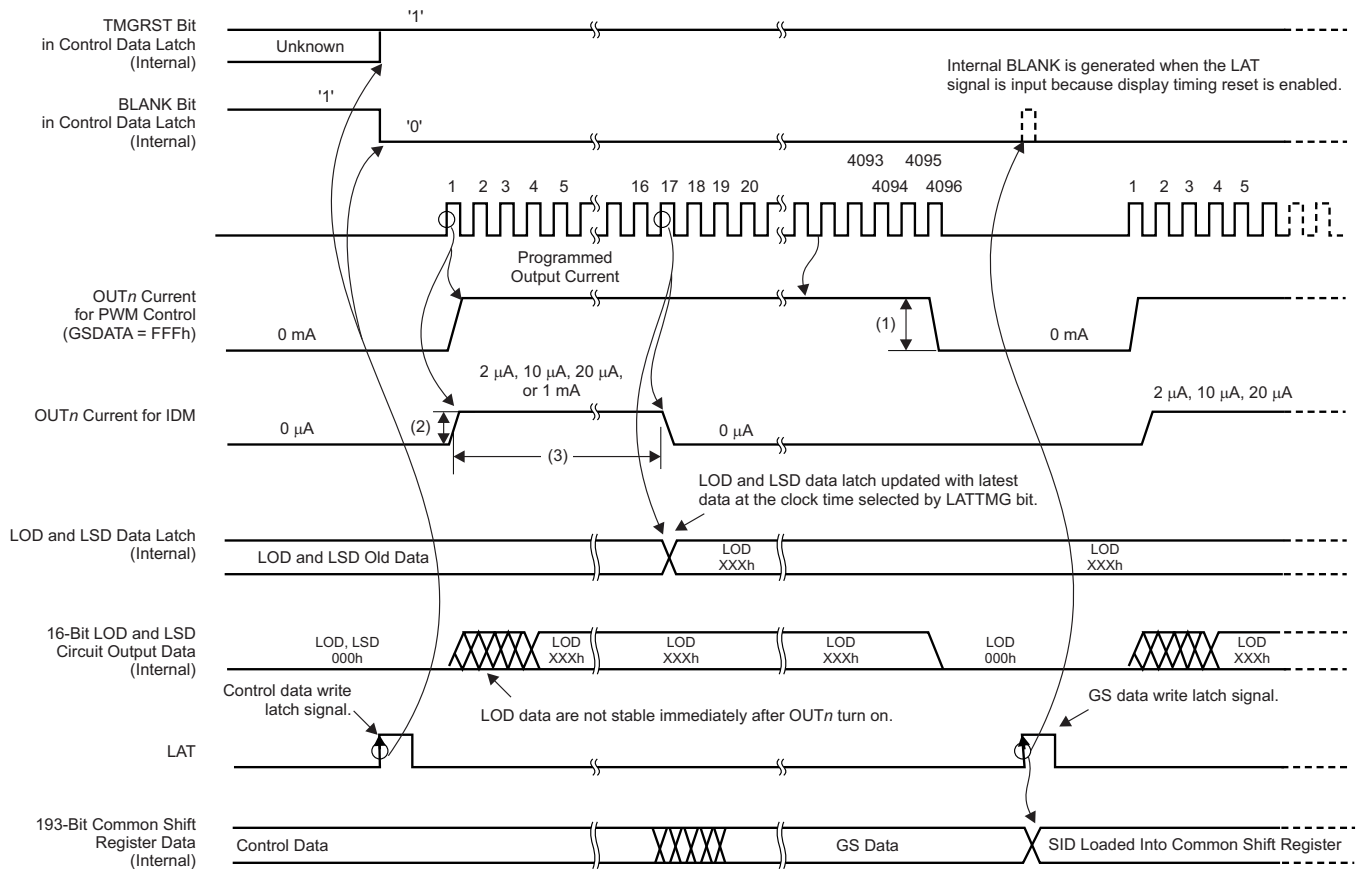 TMGRST Bit
in Control Data Latch
(Internal)
'1'
Unknown
Internal BLANK is generated when the LAT
signal is input because display timing reset is enabled.
BLANK Bit
in Control Data Latch
(Internal)
'1'
'0'
4093 4095
1 2 3 4 5 16 17 18 19 20 4094 4096 1 2 3 4 5
Programmed
Output Current
OUTn Current
for PWM Control
(GSDATA = FFFh)
0 mA
(1)
0 mA
2 μA, 10 μA, 20 μA,
or 1 mA
2 μA, 10 μA, 20 μA
OUTn Current for IDM
0 μA
(2)
0 μA
(3)
LOD and LSD data latch updated with latest
data at the clock time selected by LATTMG bit.
LOD and LSD Data Latch
(Internal)
LOD and LSD Old Data
LOD
XXXh
LOD
XXXh
16-Bit LOD and LSD
Circuit Output Data
(Internal)
LOD, LSD
000h
LOD
XXXh
LOD
XXXh
LOD
XXXh
LOD
000h
LOD
XXXh
Control data write
latch signal.
LOD data are not stable immediately after OUTn turn on.
GS data write latch signal.
LAT
193-Bit Common Shift
Register Data
(Internal)
Control Data
GS Data
SID Loaded Into Common Shift Register